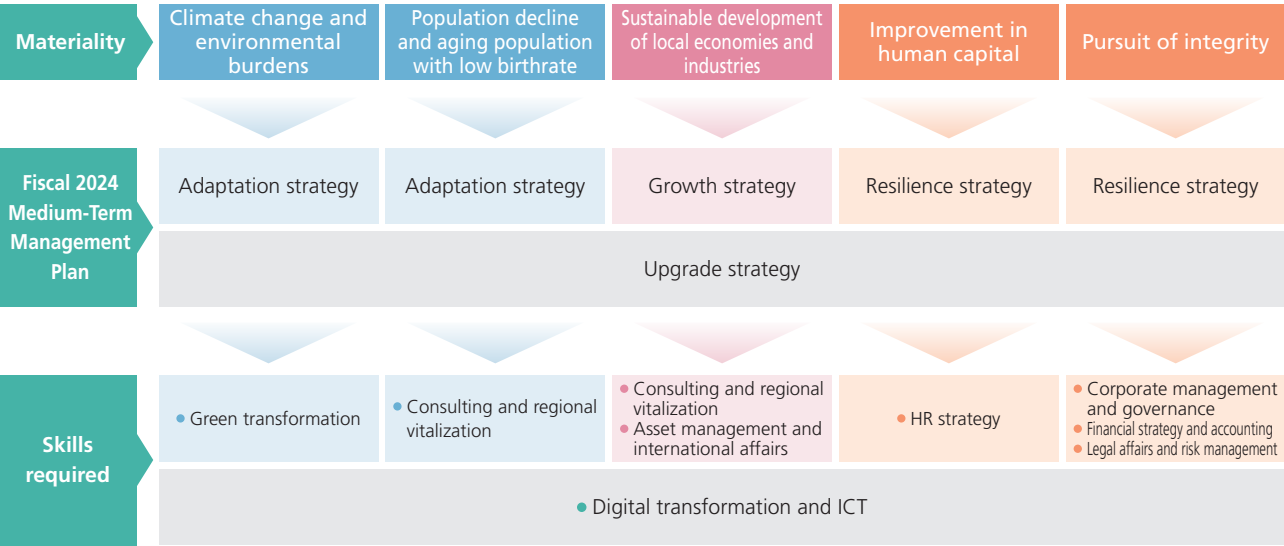 Materiality
Climate change and
environmental
burdens
Population decline
and aging population
with low birthrate
Sustainable development
of local economies and
industries
Improvement in
human capital
Pursuit of integrity
Fiscal 2024
Medium-Term
Management
Plan
Adaptation strategy
Adaptation strategy
Growth strategy
Resilience strategy
Resilience strategy
Upgrade strategy
Skills
required
● Green transformation
● Consulting and regional
vitalization
● Consulting and regional
vitalization
● Asset management and
international affairs
● HR strategy
● Corporate management
and governance
● Financial strategy and accounting
● Legal affairs and risk management
● Digital transformation and ICT